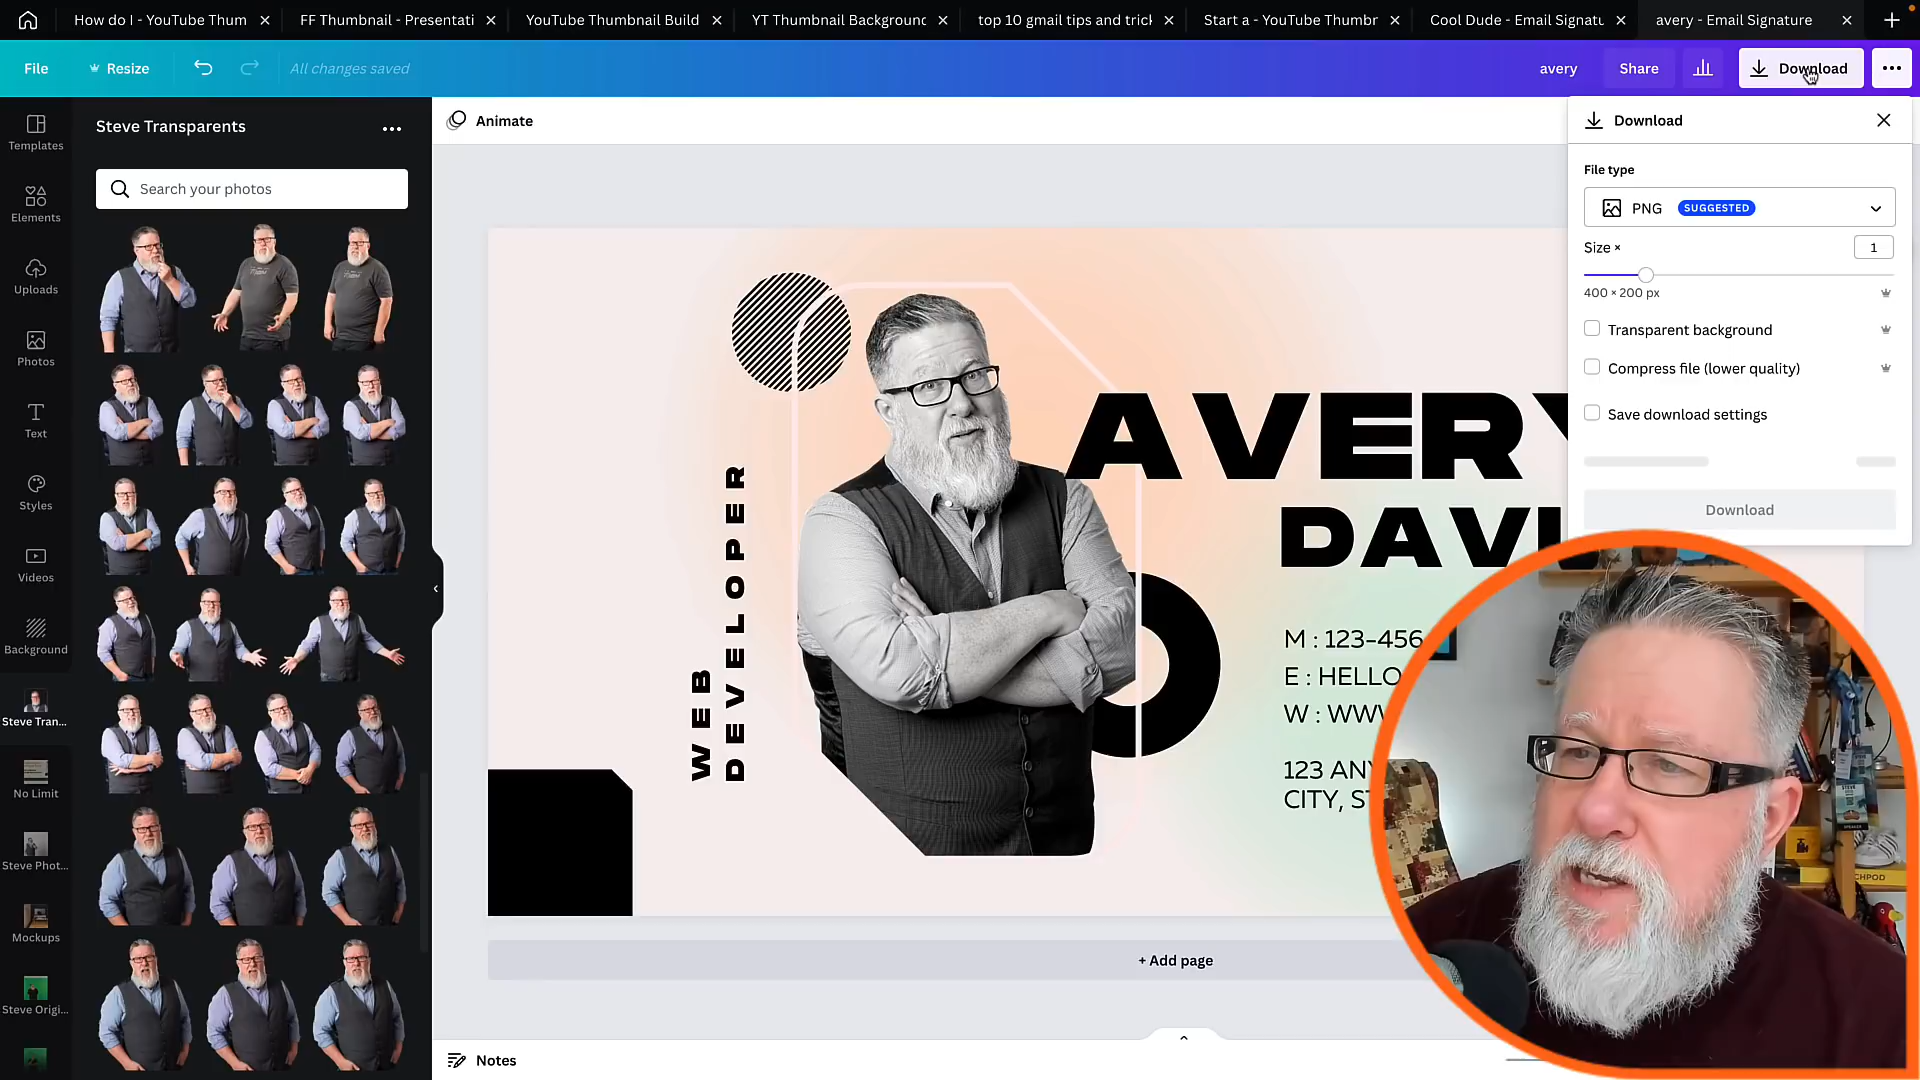 How do I - YouTube Thum
FF Thumbnail - Presentati
YouTube Thumbnail Build
YT Thumbnail Background
top 10 gmail tips and trick
Start a - YouTube Thumbr
Cool Dude - Email Signatu
avery - Email Signature
File
Resize
All changes saved
avery
Share
Download
Steve Transparents
Search your photos
Templates
Elements
Uploads
Photos
Text
Styles
Videos
Background
Steve Tran...
No Limit
Steve Phot...
Mockups
Steve Origi...
Animate
WEB
DEVELOPER
AVERY
DAVI
M : 123-456
E : HELLO
W : WWW
123 ANY
CITY, ST
+ Add page
Notes
Download
File type
PNG SUGGESTED
Size × 1
400 × 200 px
Transparent background
Compress file (lower quality)
Save download settings
Download